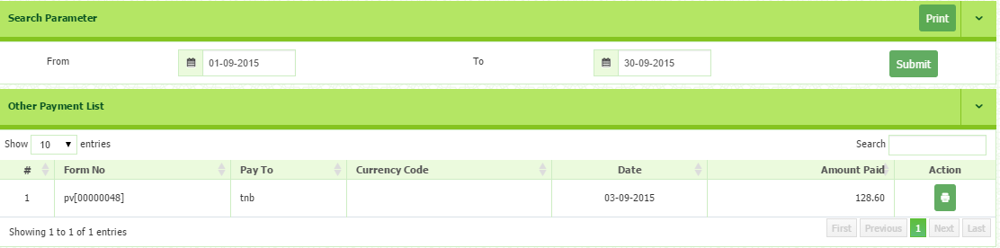 Search Parameter Print
From 01-09-2015 To 30-09-2015 Submit
Other Payment List
Show 10 entries Search
# Form No Pay To Currency Code Date Amount Paid Action
1 pv[00000048] tnb 03-09-2015 128.60
Showing 1 to 1 of 1 entries First Previous 1 Next Last